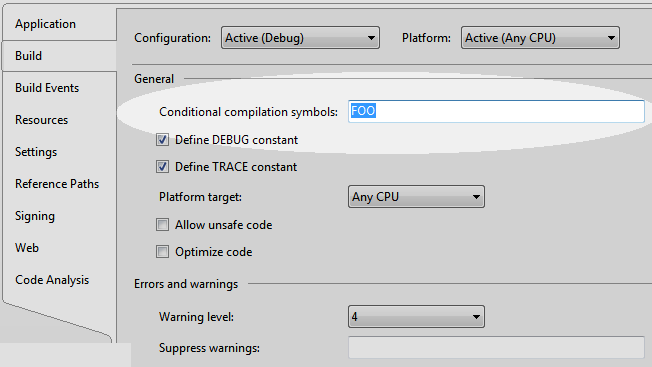 Application
Build
Build Events
Resources
Settings
Reference Paths
Signing
Web
Code Analysis
Configuration: Active (Debug) Platform: Active (Any CPU)
General
Conditional compilation symbols: FOO
Define DEBUG constant
Define TRACE constant
Platform target: Any CPU
Allow unsafe code
Optimize code
Errors and warnings
Warning level: 4
Suppress warnings: